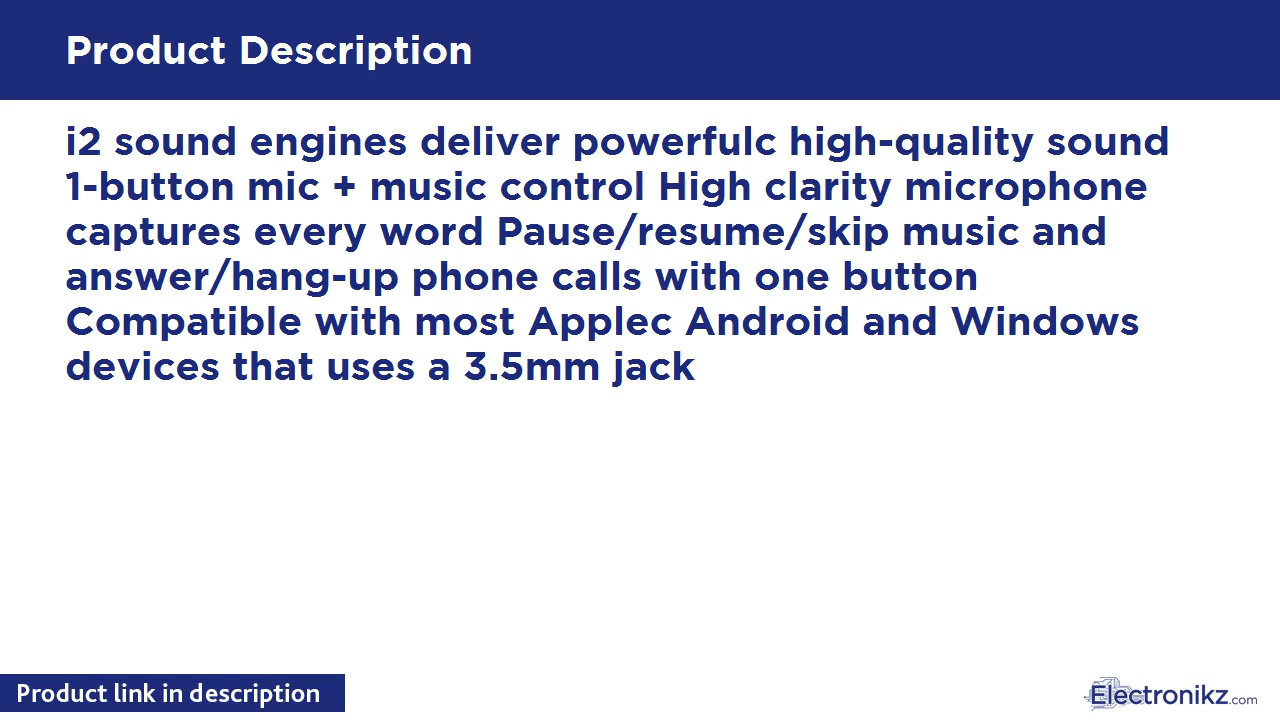 Product Description
i2 sound engines deliver powerfulc high-quality sound
1-button mic + music control High clarity microphone
captures every word Pause/resume/skip music and
answer/hang-up phone calls with one button
Compatible with most Applec Android and Windows
devices that uses a 3.5mm jack
Product link in description
Electronikz.com